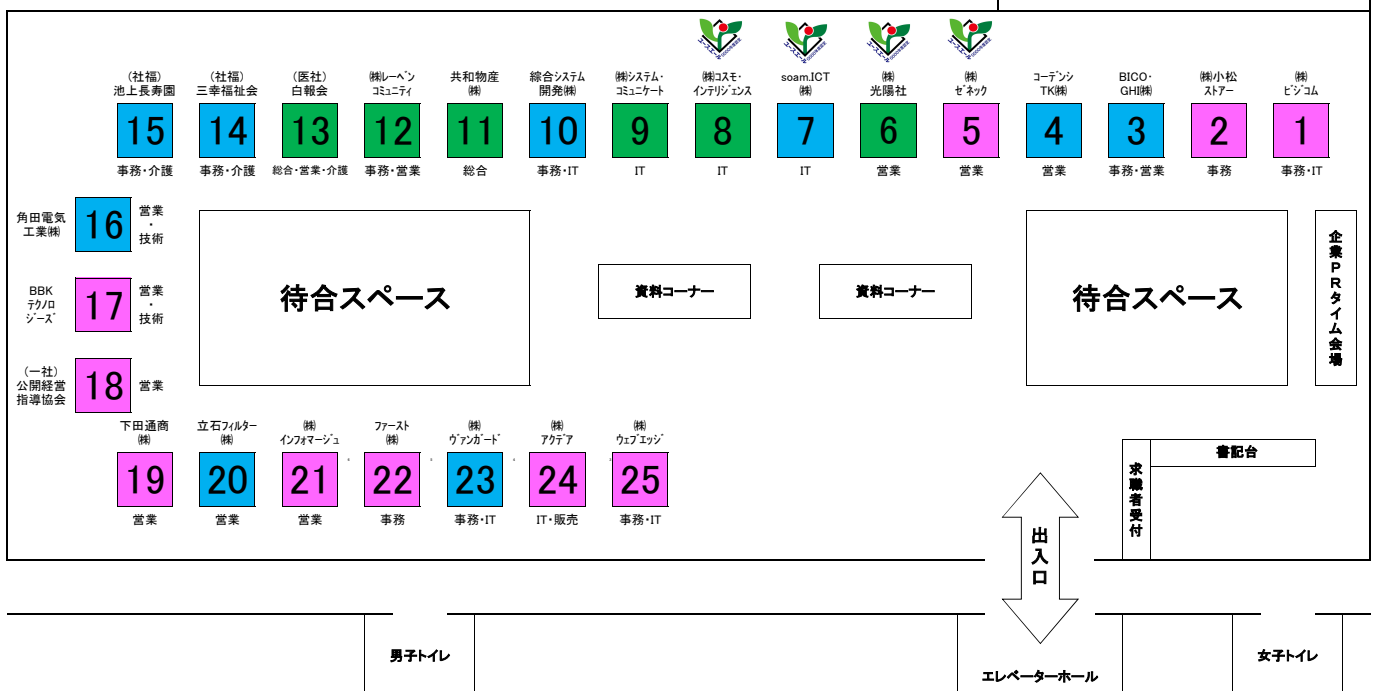 (社福)
池上長寿園
15
事務・介護
(社福)
三幸福祉会
14
事務・介護
(医社)
白報会
13
総合・営業・介護
㈱レーベン
コミュニティ
12
事務・営業
共和物産
㈱
11
総合
綜合システム
開発㈱
10
事務・IT
㈱システム・
コミュニケート
9
IT
㈱コスモ・
インテリジェンス
8
IT
soam.ICT
㈱
7
IT
㈱
光陽社
6
営業
㈱
ゼネック
5
営業
コーデンシ
TK㈱
4
営業
BICO・
GHI㈱
3
事務・営業
㈱小松
ストアー
2
事務
㈱
ビジコム
1
事務・IT
角田電気
工業㈱
16
営業
・
技術
BBK
テクノロ
ジーズ
17
営業
・
技術
(一社)
公開経営
指導協会
18
営業
待合スペース
資料コーナー
資料コーナー
待合スペース
企業PRタイム会場
下田通商
㈱
19
営業
立石フィルター
㈱
20
営業
㈱
インフォマージュ
21
営業
ファースト
㈱
22
事務
㈱
ヴァンガード
23
事務・IT
㈱
アクデア
24
IT・販売
㈱
ウェブエッジ
25
事務・IT
書記台
求職者受付
出入口
男子トイレ
エレベーターホール
女子トイレ